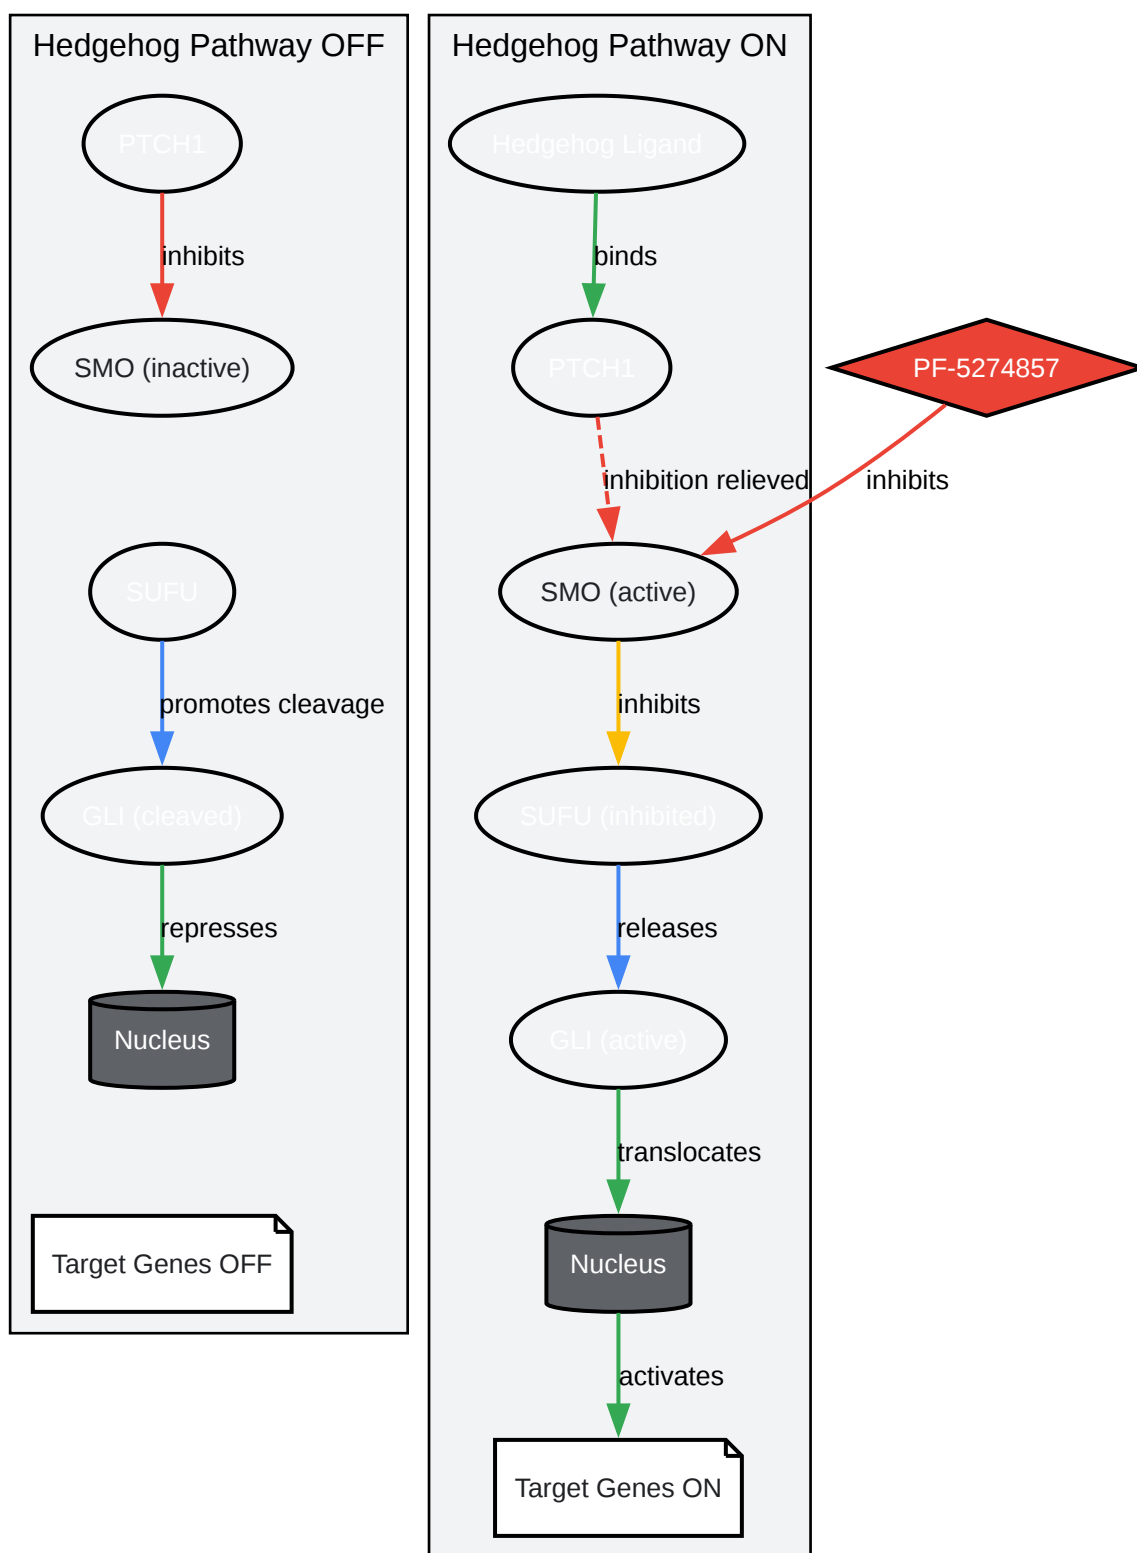 Hedgehog Pathway OFF
PTCH1
inhibits
SMO (inactive)
SUFU
promotes cleavage
GLI (cleaved)
represses
Nucleus
Target Genes OFF
Hedgehog Pathway ON
Hedgehog Ligand
binds
PTCH1
PF-5274857
inhibition relieved
inhibits
SMO (active)
inhibits
SUFU (inhibited)
releases
GLI (active)
translocates
Nucleus
activates
Target Genes ON